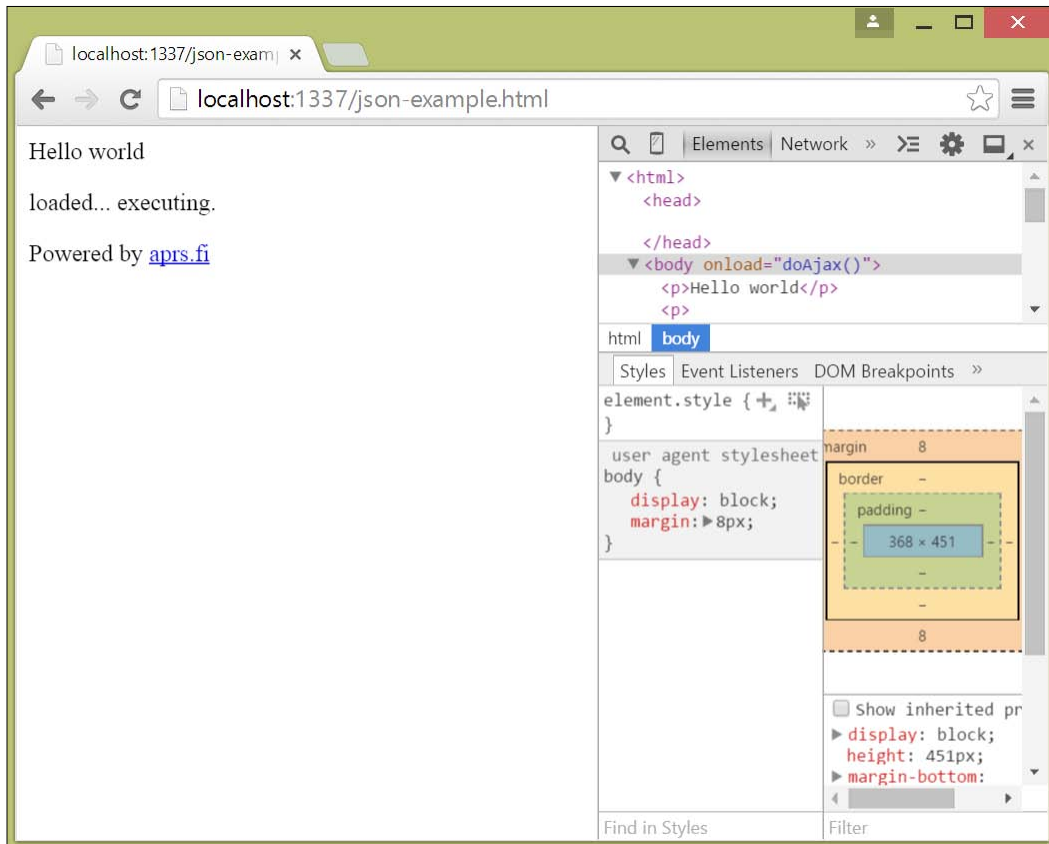 localhost:1337/json-exam
localhost:1337/json-example.html
Hello world
loaded... executing.
Powered by aprs.fi
Elements Network »
<html>
<head>
</head>
<body onload="doAjax()">
<p>Hello world</p>
<p>
html body
Styles Event Listeners DOM Breakpoints »
element.style {
}
user agent stylesheet
body {
display: block;
margin: 8px;
}
margin 8
border –
padding –
– – 368 × 451 – –
–
–
8
Show inherited pr
display: block;
height: 451px;
margin-bottom:
Find in Styles
Filter